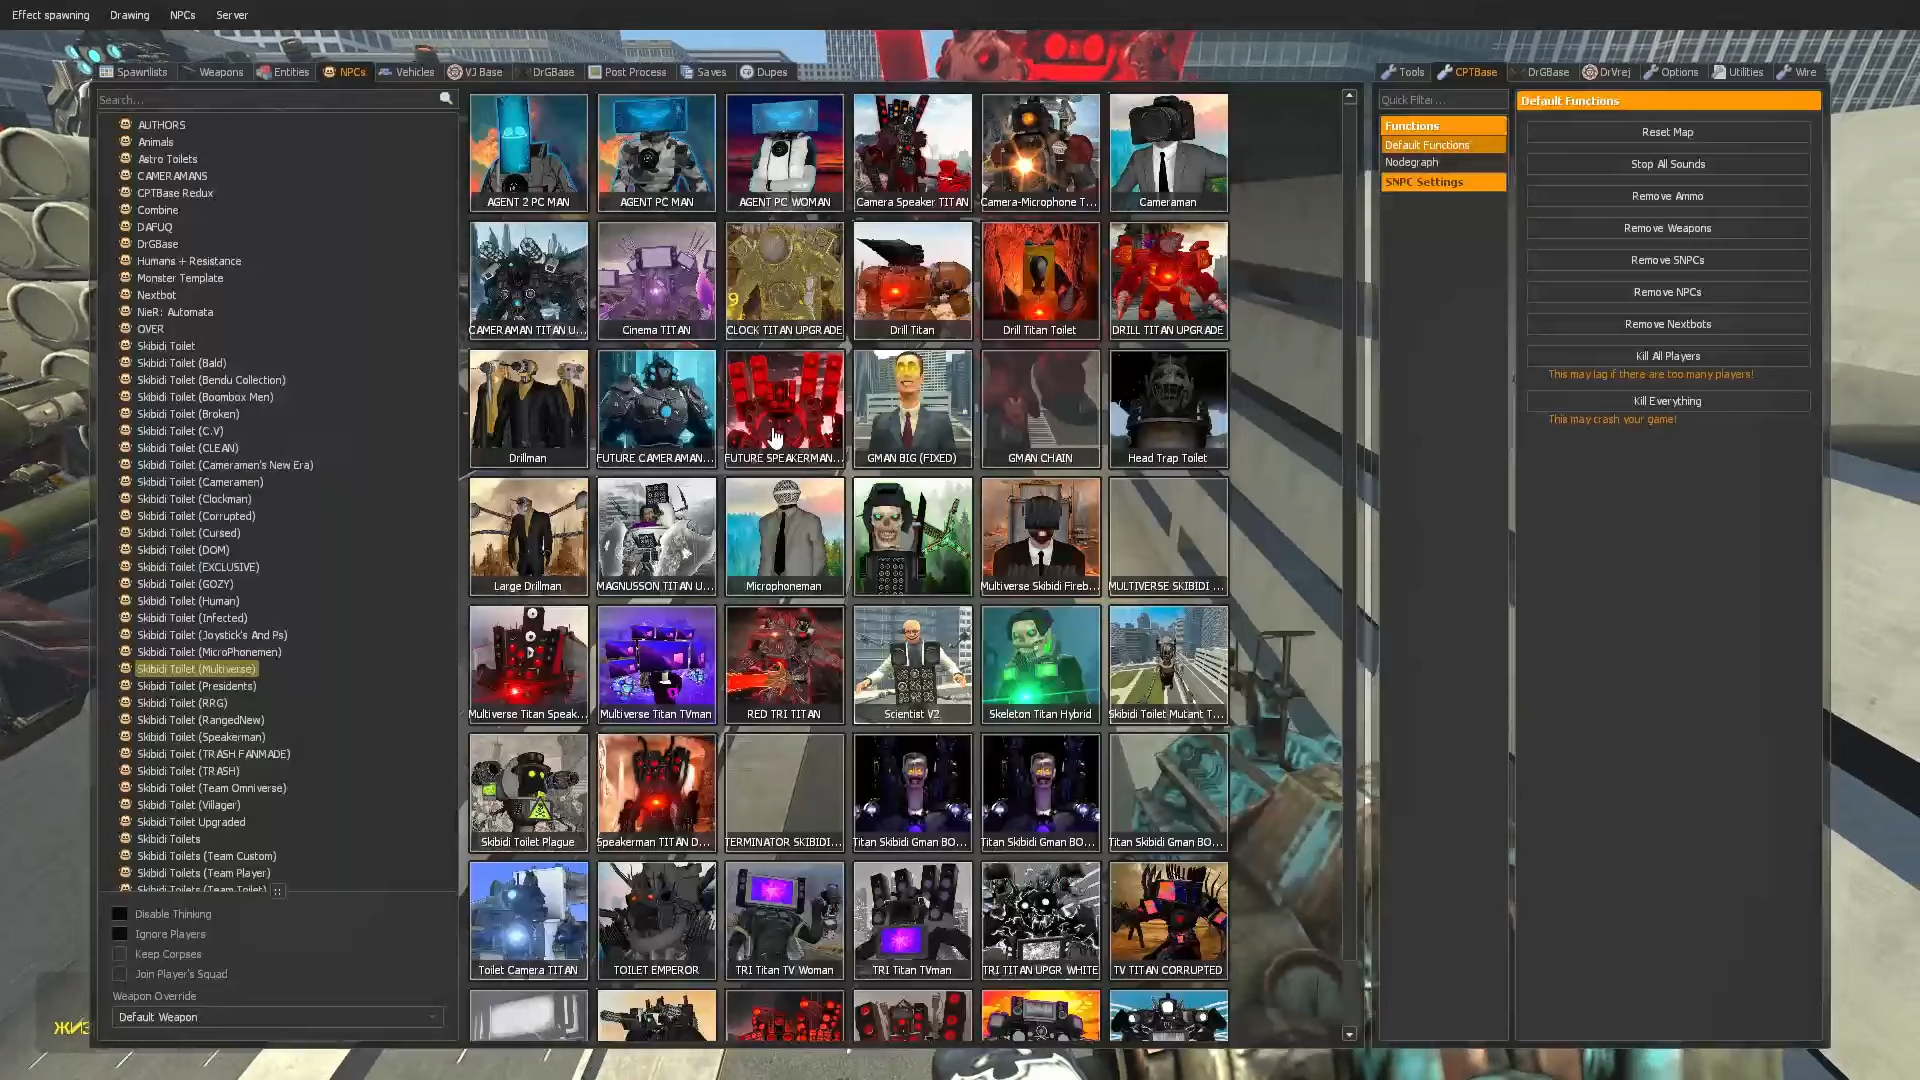 Effect spawning Drawing NPCs Server
Spawnlists Weapons Entities NPCs Vehicles VJ Base DrGBase Post Process Saves Dupes
Tools CPTBase DrGBase DrVrej Options Utilities Wire
Search...
AUTHORS
Animals
Astro Toilets
CAMERAMANS
CPTBase Redux
Combine
DAFUQ
DrGBase
Humans + Resistance
Monster Template
Nextbot
NieR: Automata
OVER
Skibidi Toilet
Skibidi Toilet (Bald)
Skibidi Toilet (Bendu Collection)
Skibidi Toilet (Boombox Men)
Skibidi Toilet (Broken)
Skibidi Toilet (C.V)
Skibidi Toilet (CLEAN)
Skibidi Toilet (Cameramen's New Era)
Skibidi Toilet (Cameramen)
Skibidi Toilet (Clockman)
Skibidi Toilet (Corrupted)
Skibidi Toilet (Cursed)
Skibidi Toilet (DOM)
Skibidi Toilet (EXCLUSIVE)
Skibidi Toilet (GOZY)
Skibidi Toilet (Human)
Skibidi Toilet (Infected)
Skibidi Toilet (Joystick's And Ps)
Skibidi Toilet (MicroPhonemen)
Skibidi Toilet (Multiverse)
Skibidi Toilet (Presidents)
Skibidi Toilet (RRG)
Skibidi Toilet (RangedNew)
Skibidi Toilet (Speakerman)
Skibidi Toilet (TRASH FANMADE)
Skibidi Toilet (TRASH)
Skibidi Toilet (Team Omniverse)
Skibidi Toilet (Villager)
Skibidi Toilet Upgraded
Skibidi Toilets
Skibidi Toilets (Team Custom)
Skibidi Toilets (Team Player)
Skibidi Toilets (Team Toilet)
Disable Thinking
Ignore Players
Keep Corpses
Join Player's Squad
Weapon Override
Default Weapon
AGENT 2 PC MAN AGENT PC MAN AGENT PC WOMAN Camera Speaker TITAN Camera-Microphone T... Cameraman
CAMERAMAN TITAN U... Cinema TITAN CLOCK TITAN UPGRADE Drill Titan Drill Titan Toilet DRILL TITAN UPGRADE
Drillman FUTURE CAMERAMAN... FUTURE SPEAKERMAN... GMAN BIG (FIXED) GMAN CHAIN Head Trap Toilet
Large Drillman MAGNUSSON TITAN U... Microphoneman Multiverse Skibidi Fireb... MULTIVERSE SKIBIDI ...
Multiverse Titan Speak... Multiverse Titan TVman RED TRI TITAN Scientist V2 Skeleton Titan Hybrid Skibidi Toilet Mutant T...
Skibidi Toilet Plague Speakerman TITAN D... TERMINATOR SKIBIDI... Titan Skibidi Gman BO... Titan Skibidi Gman BO... Titan Skibidi Gman BO...
Toilet Camera TITAN TOILET EMPEROR TRI Titan TV Woman TRI Titan TVman TRI TITAN UPGR WHITE TV TITAN CORRUPTED
Quick Filter...
Functions
Default Functions
Nodegraph
SNPC Settings
Default Functions
Reset Map
Stop All Sounds
Remove Ammo
Remove Weapons
Remove SNPCs
Remove NPCs
Remove Nextbots
Kill All Players
This may lag if there are too many players!
Kill Everything
This may crash your game!